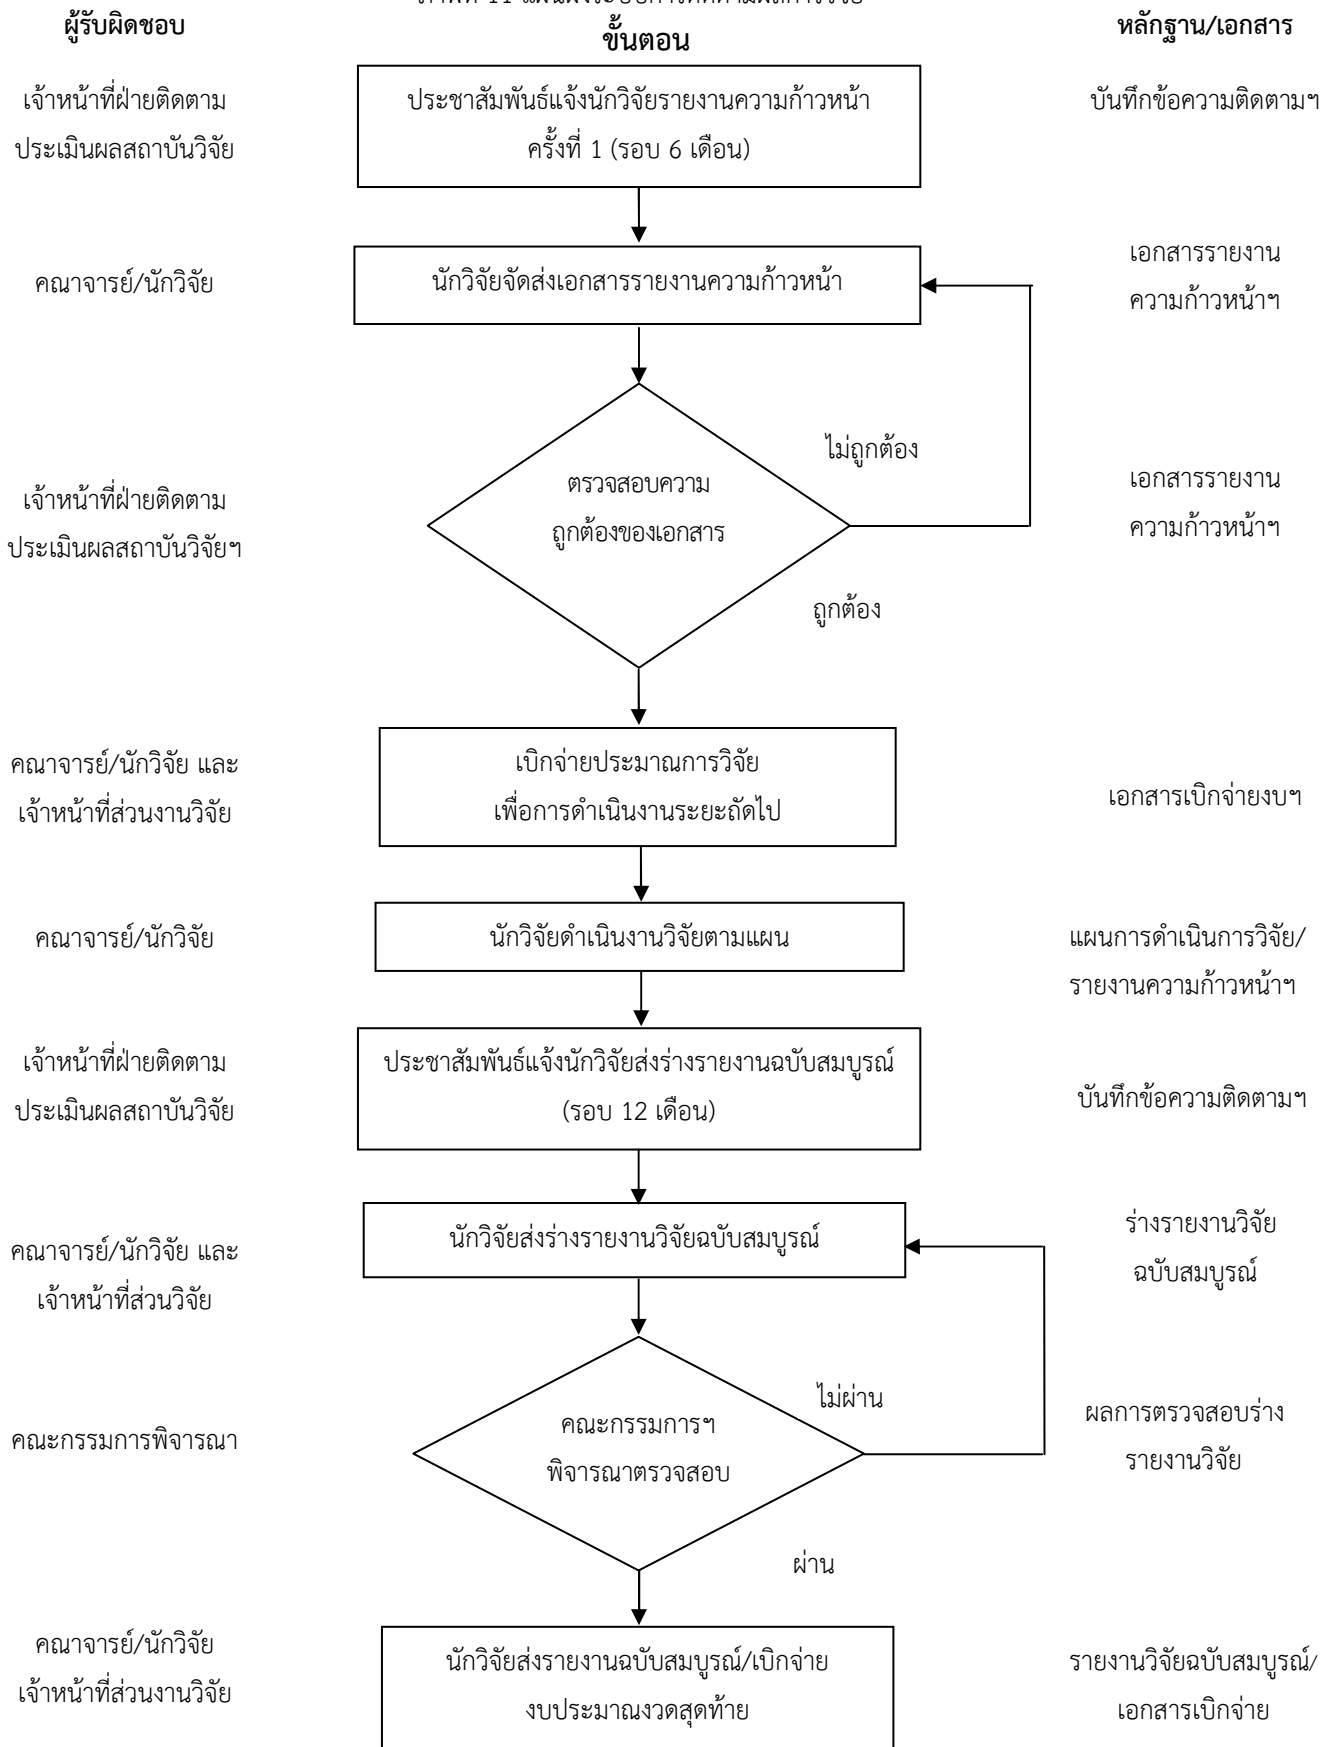 ผู้รับผิดชอบ
ขั้นตอน
หลักฐาน/เอกสาร
เจ้าหน้าที่ฝ่ายติดตาม
ประเมินผลสถาบันวิจัย
ประชาสัมพันธ์แจ้งนักวิจัยรายงานความก้าวหน้า
ครั้งที่ 1 (รอบ 6 เดือน)
บันทึกข้อความติดตามฯ
คณาจารย์/นักวิจัย
นักวิจัยจัดส่งเอกสารรายงานความก้าวหน้า
เอกสารรายงาน
ความก้าวหน้าฯ
เจ้าหน้าที่ฝ่ายติดตาม
ประเมินผลสถาบันวิจัยฯ
ตรวจสอบความ
ถูกต้องของเอกสาร
ไม่ถูกต้อง
ถูกต้อง
เอกสารรายงาน
ความก้าวหน้าฯ
คณาจารย์/นักวิจัย และ
เจ้าหน้าที่ส่วนงานวิจัย
เบิกจ่ายประมาณการวิจัย
เพื่อการดำเนินงานระยะถัดไป
เอกสารเบิกจ่ายงบฯ
คณาจารย์/นักวิจัย
นักวิจัยดำเนินงานวิจัยตามแผน
แผนการดำเนินการวิจัย/
รายงานความก้าวหน้าฯ
เจ้าหน้าที่ฝ่ายติดตาม
ประเมินผลสถาบันวิจัย
ประชาสัมพันธ์แจ้งนักวิจัยส่งร่างรายงานฉบับสมบูรณ์
(รอบ 12 เดือน)
บันทึกข้อความติดตามฯ
คณาจารย์/นักวิจัย และ
เจ้าหน้าที่ส่วนวิจัย
นักวิจัยส่งร่างรายงานวิจัยฉบับสมบูรณ์
ร่างรายงานวิจัย
ฉบับสมบูรณ์
คณะกรรมการพิจารณา
คณะกรรมการฯ
พิจารณาตรวจสอบ
ไม่ผ่าน
ผ่าน
ผลการตรวจสอบร่าง
รายงานวิจัย
คณาจารย์/นักวิจัย
เจ้าหน้าที่ส่วนงานวิจัย
นักวิจัยส่งรายงานฉบับสมบูรณ์/เบิกจ่าย
งบประมาณงวดสุดท้าย
รายงานวิจัยฉบับสมบูรณ์/
เอกสารเบิกจ่าย